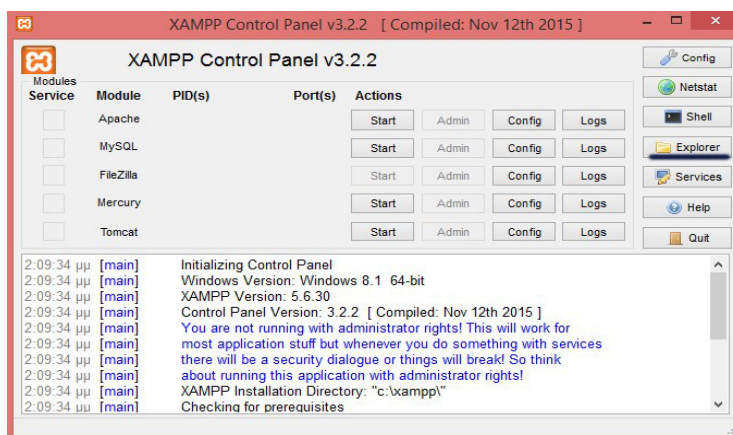 XAMPP Control Panel v3.2.2 [ Compiled: Nov 12th 2015 ]
XAMPP Control Panel v3.2.2
Config
Modules
Service Module PID(s) Port(s) Actions
Netstat
Apache Start Admin Config Logs
Shell
MySQL Start Admin Config Logs
Explorer
FileZilla Start Admin Config Logs
Services
Mercury Start Admin Config Logs
Help
Tomcat Start Admin Config Logs
Quit
2:09:34 μμ [main] Initializing Control Panel
2:09:34 μμ [main] Windows Version: Windows 8.1 64-bit
2:09:34 μμ [main] XAMPP Version: 5.6.30
2:09:34 μμ [main] Control Panel Version: 3.2.2 [ Compiled: Nov 12th 2015 ]
2:09:34 μμ [main] You are not running with administrator rights! This will work for
2:09:34 μμ [main] most application stuff but whenever you do something with services
2:09:34 μμ [main] there will be a security dialogue or things will break! So think
2:09:34 μμ [main] about running this application with administrator rights!
2:09:34 μμ [main] XAMPP Installation Directory: "c:\xampp\"
2:09:34 μμ [main] Checking for prerequisites